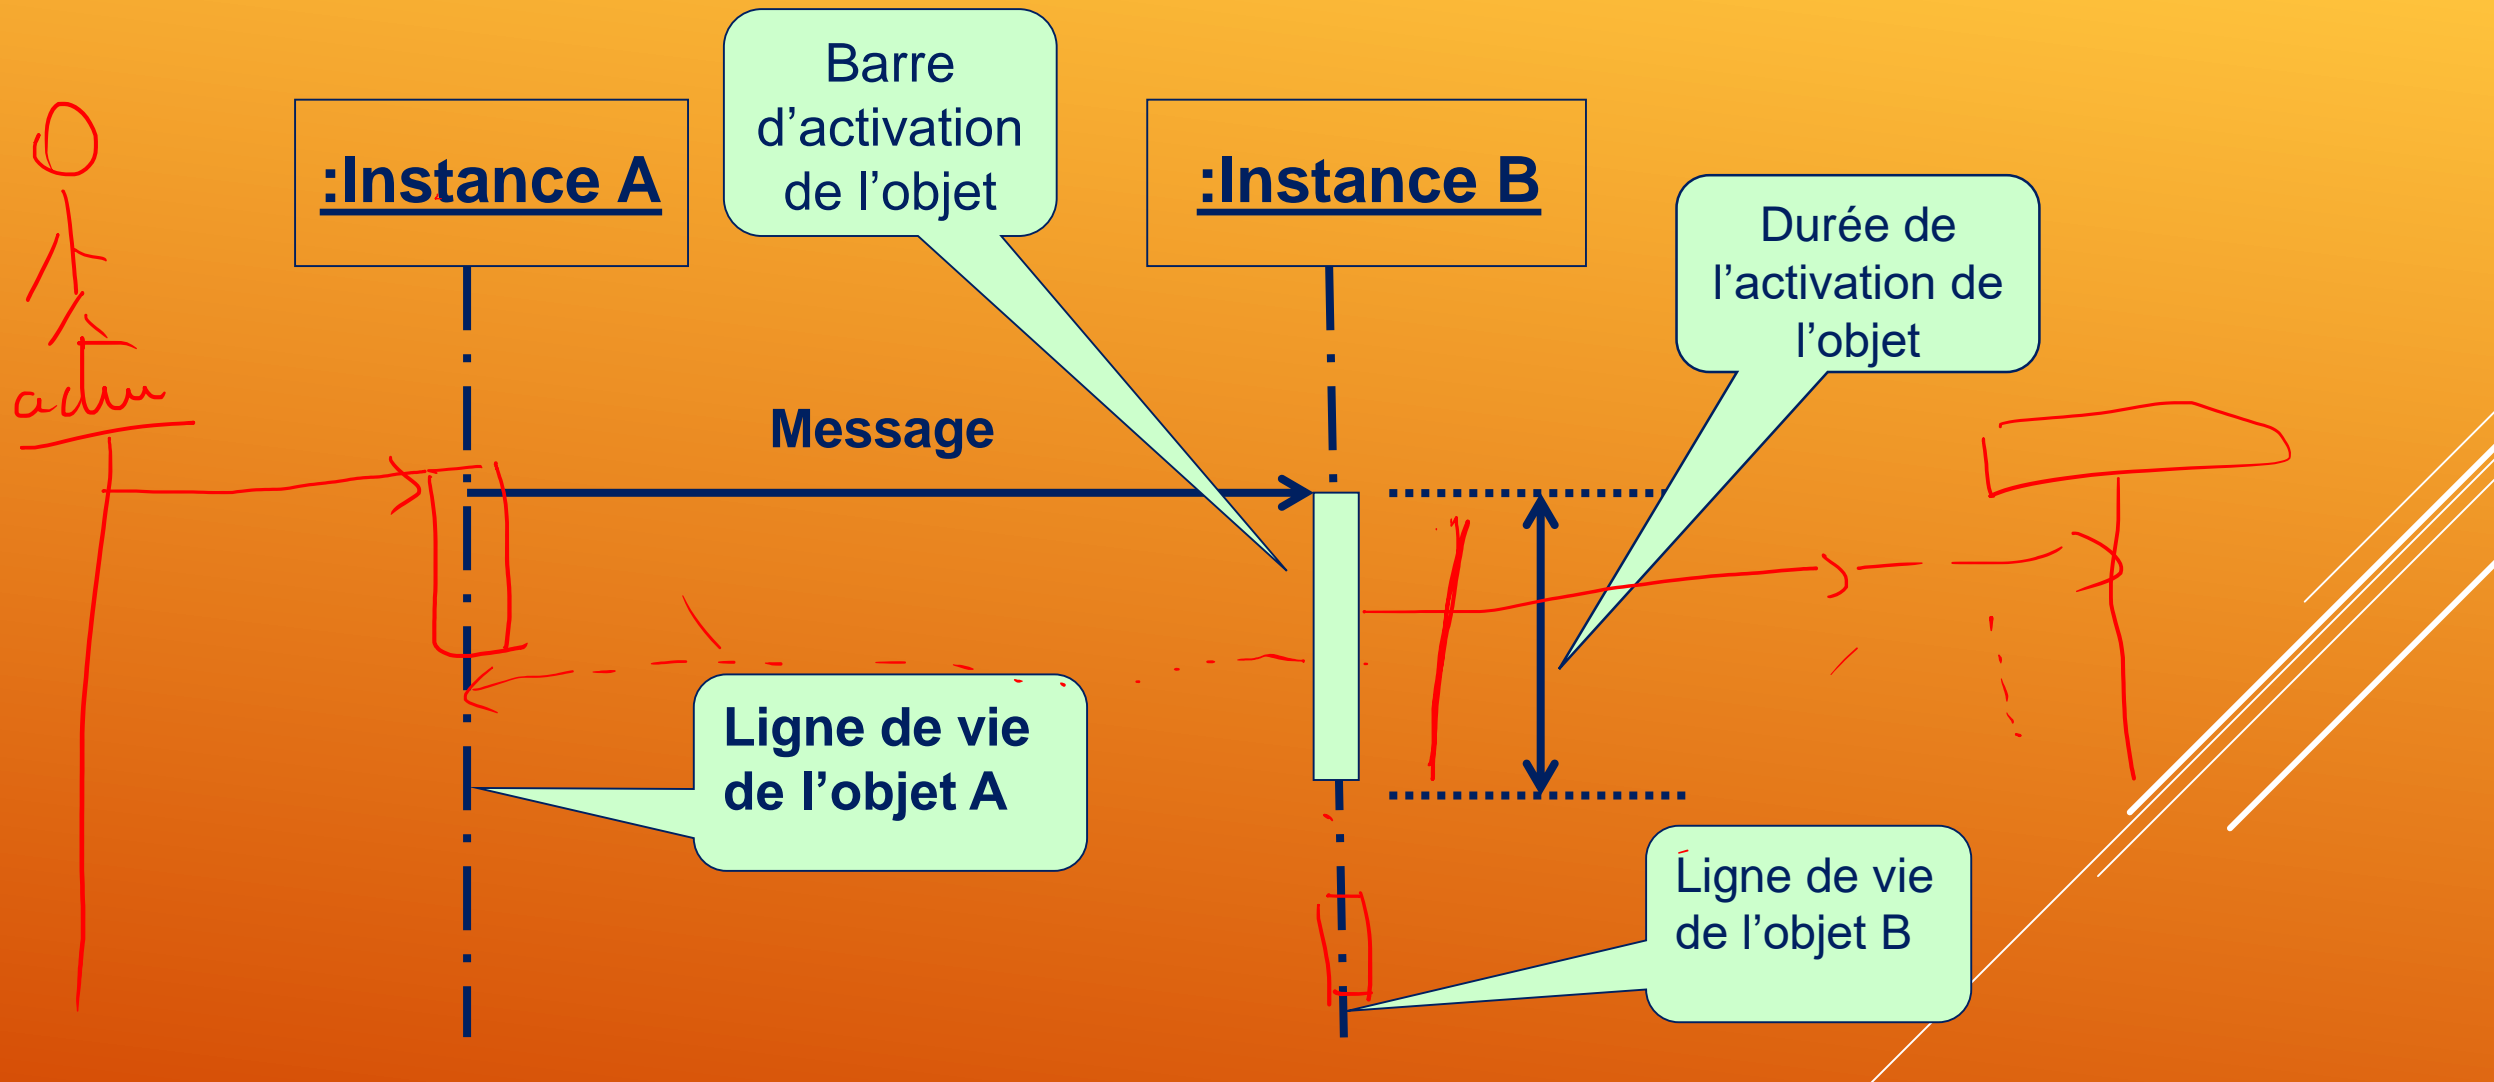 Barre
d’activation
de l’objet
:Instance A
:Instance B
Durée de
l’activation de
l’objet
acteur
Message
Ligne de vie
de l’objet A
Ligne de vie
de l’objet B